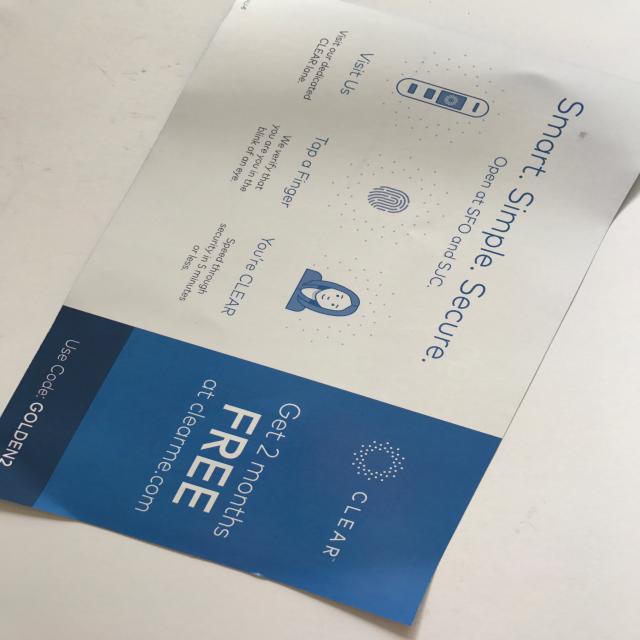 Smart. Simple. Secure.
Open at SFO and SJC.
Visit Us
Visit our dedicated
CLEAR lane
Tap a Finger
We verify that
you are you in the
blink of an eye.
You're CLEAR
Speed through
security in 5 minutes
or less.
CLEAR
Get 2 months
FREE
at clearme.com
Use Code: GOLDEN2